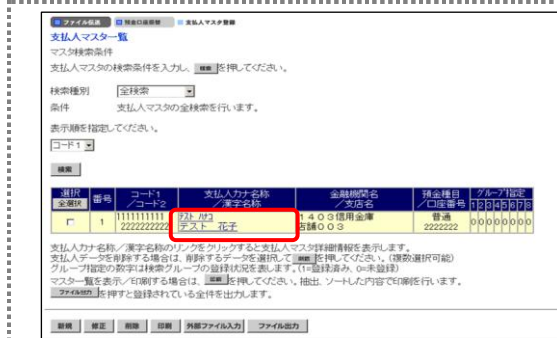 ファイル伝送 預金口座振替 支払人マスタ登録
支払人マスター覧
マスタ検索条件
支払人マスタの検索条件を入力し、 検索 を押してください。
検索種別 全検索
条件 支払人マスタの全検索を行います。
表示順を指定してください。
コード1
検索
選択 番号 コード1 支払人カナ名称 金融機関名 預金種目 グループ指定
全選択 /コード2 /漢字名称 /支店名 /口座番号 1 2 3 4 5 6 7 8
1 1111111111 ﾃｽﾄ ﾊﾅｺ 1403信用金庫 普通 0 0 0 0 0 0 0 0
2222222222 テスト 花子 店舗003 2222222
支払人カナ名称／漢字名称のリンクをクリックすると支払人マスタ詳細情報を表示します。
支払人データを削除する場合は、削除するデータを選択して 削除 を押してください。（複数選択可能）
グループ指定の数字は検索グループの登録状況を表します。(1=登録済み、0=未登録)
マスター覧を表示／印刷する場合は、 印刷 を押してください。抽出、ソートした内容で印刷を行います。
ファイル出力 を押すと登録されている全件を出力します。
新規 修正 削除 印刷 外部ファイル入力 ファイル出力